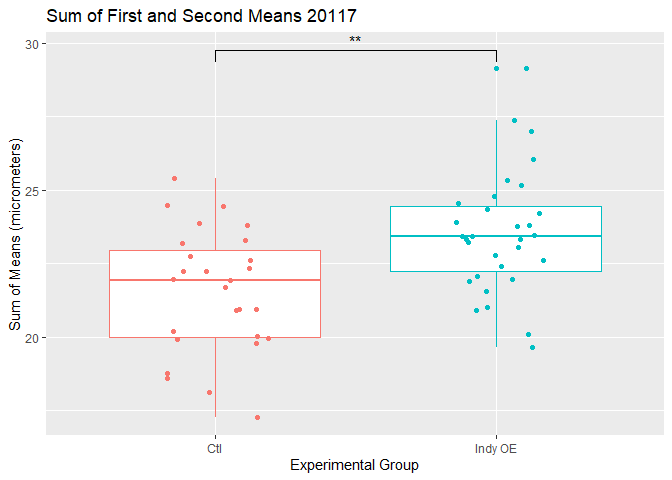 Sum of First and Second Means 20117
30
**
25
20
Sum of Means (micrometers)
Ctl
Indy OE
Experimental Group